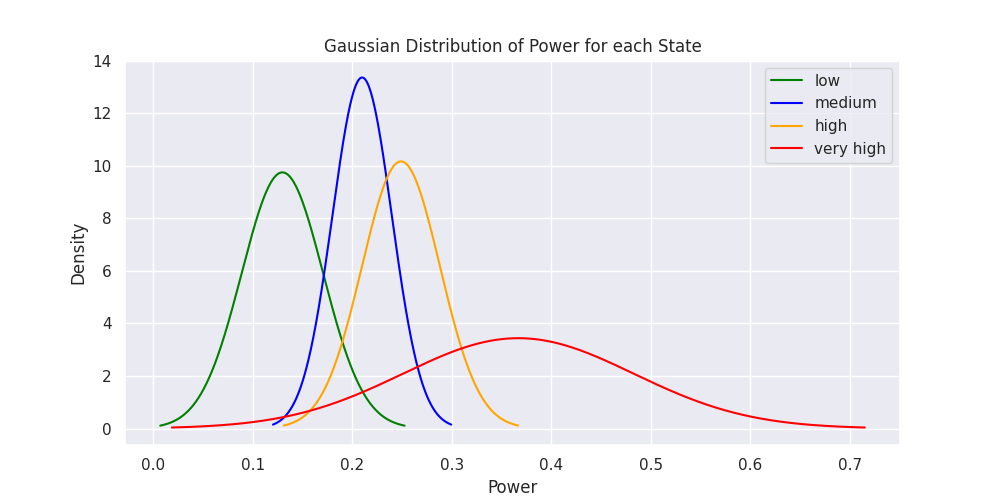 Gaussian Distribution of Power for each State
14
12
10
8
6
4
2
0
Density
low
medium
high
very high
0.0 0.1 0.2 0.3 0.4 0.5 0.6 0.7
Power